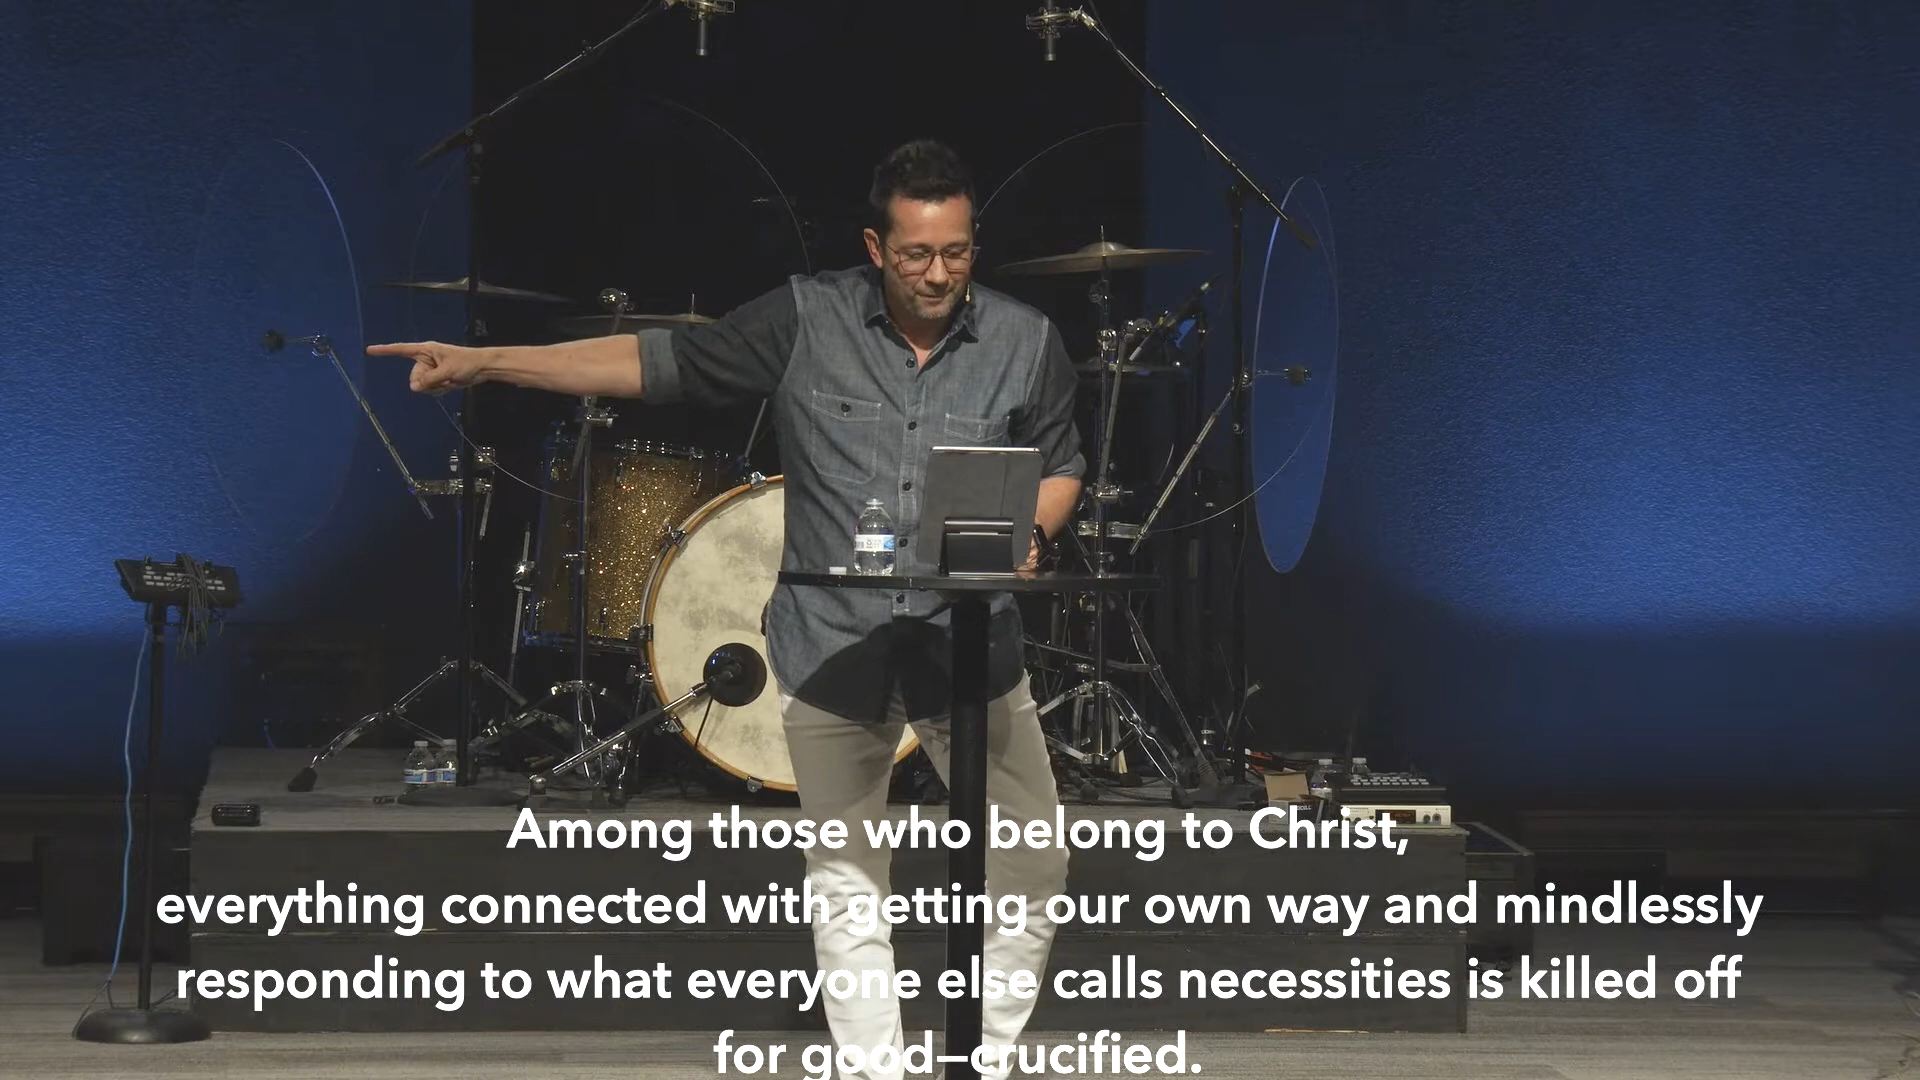 Among those who belong to Christ,
everything connected with getting our own way and mindlessly
responding to what everyone else calls necessities is killed off
for good—crucified.